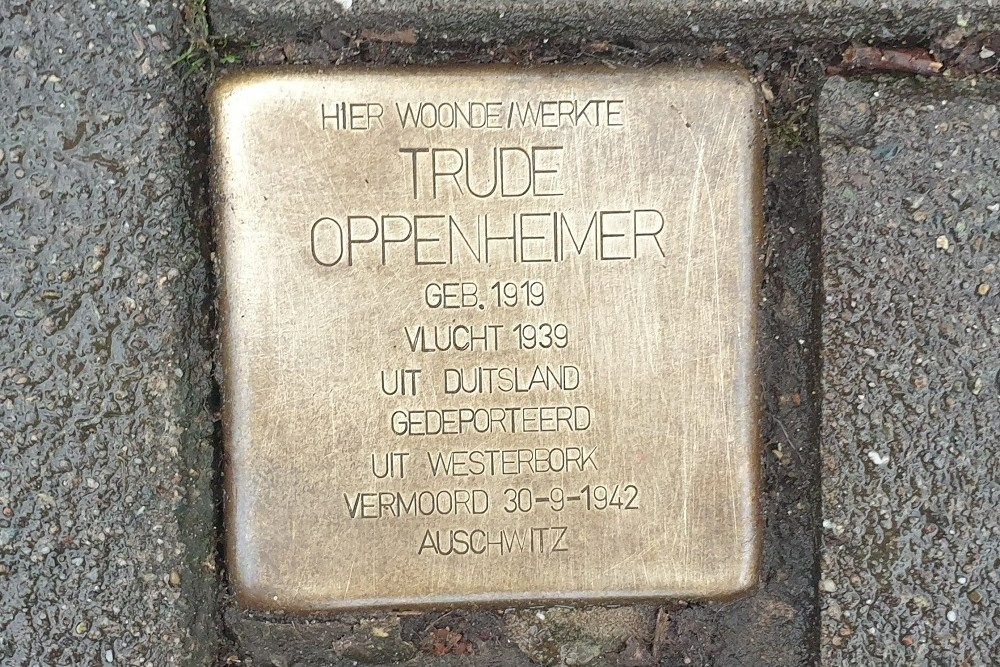 HIER WOONDE/WERKTE
TRUDE
OPPENHEIMER
GEB. 1919
VLUCHT 1939
UIT DUITSLAND
GEDEPORTEERD
UIT WESTERBORK
VERMOORD 30-9-1942
AUSCHWITZ